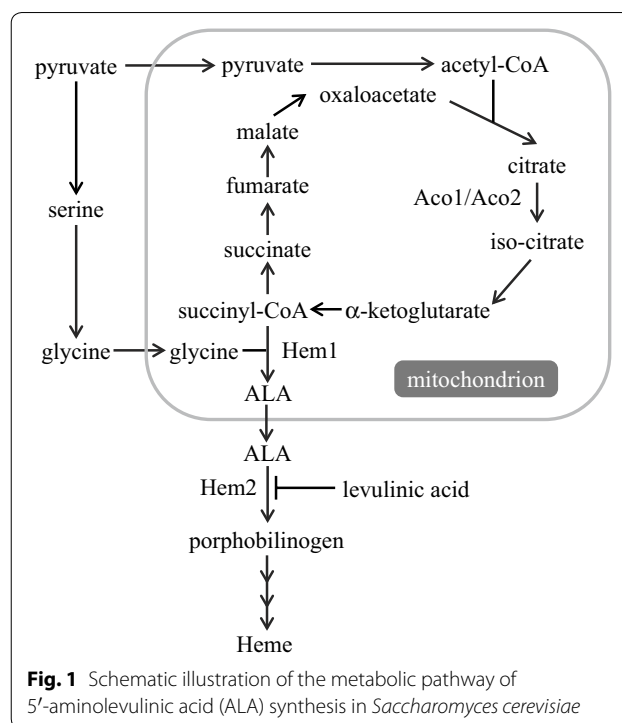 pyruvate pyruvate acetyl-CoA
oxaloacetate
malate
citrate
fumarate
Aco1/Aco2
serine
iso-citrate
succinate
succinyl-CoA α-ketoglutarate
glycine glycine Hem1
mitochondrion
ALA
ALA
Hem2 levulinic acid
porphobilinogen
Heme
Fig. 1 Schematic illustration of the metabolic pathway of
5′-aminolevulinic acid (ALA) synthesis in Saccharomyces cerevisiae